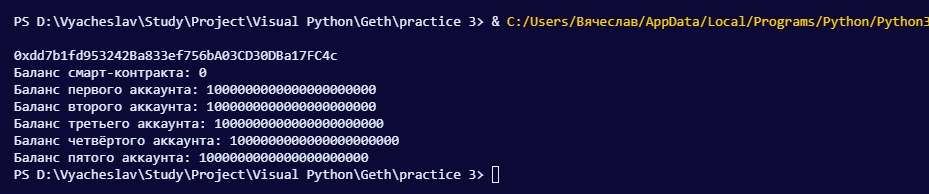 PS D:\Vyacheslav\Study\Project\Visual Python\Geth\practice 3> & C:/Users/Вячеслав/AppData/Local/Programs/Python/Python3
0xdd7b1fd953242Ba833ef756bA03CD30DBa17FC4c
Баланс смарт-контракта: 0
Баланс первого аккаунта: 1000000000000000000000
Баланс второго аккаунта: 1000000000000000000000
Баланс третьего аккаунта: 1000000000000000000000
Баланс четвёртого аккаунта: 1000000000000000000000
Баланс пятого аккаунта: 1000000000000000000000
PS D:\Vyacheslav\Study\Project\Visual Python\Geth\practice 3>